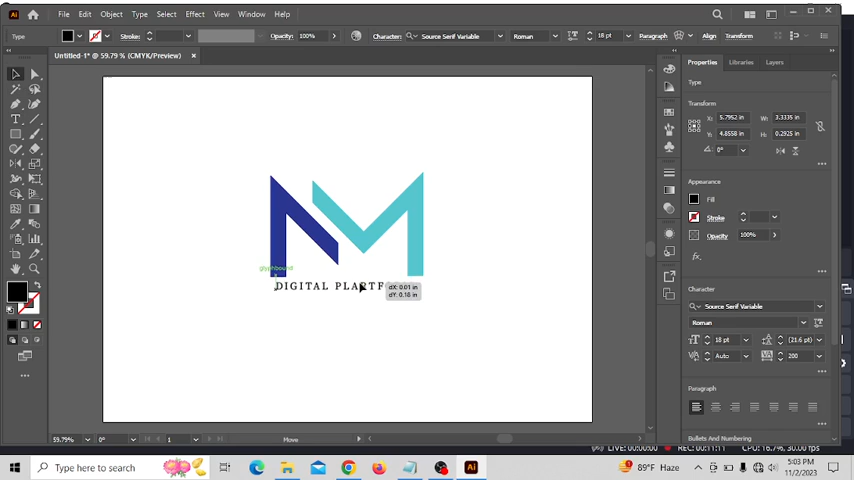 File Edit Object Type Select Effect View Window Help
Type Stroke: Opacity: 100% Character: Source Serif Variable Roman 18 pt Paragraph Align Transform
Untitled-1* @ 59.79 % (CMYK/Preview)
DIGITAL PLARTF
dX: 0.01 in
dY: 0.18 in
Properties Libraries Layers
Type
Transform
X: 5.7952 in W: 3.3335 in
Y: 4.8558 in H: 0.2925 in
0°
Appearance
Fill
Stroke
Opacity 100%
fx.
Character
Source Serif Variable
Roman
18 pt (21.6 pt)
Auto 200
Paragraph
Bullets And Numbering
59.79% 0° 1 Move
LIVE: 00:00:00 REC: 00:11:11 CPU: 16.7%, 30.00 fps
Type here to search
89°F Haze
5:03 PM
11/2/2023